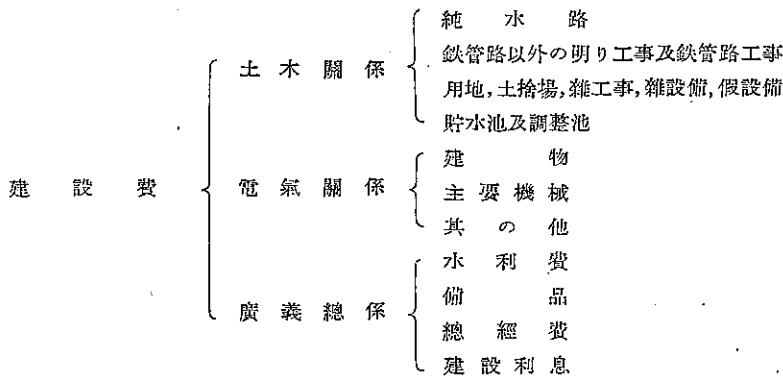 純水路
土木關係
鉄管路以外の明り工事及鉄管路工事
用地,土捨場,雜工事,雜設備,假設備
貯水池及調整池
建物
建設費
電氣關係
主要機械
其の他
水利費
備品
廣義總係
總經費
建設利息